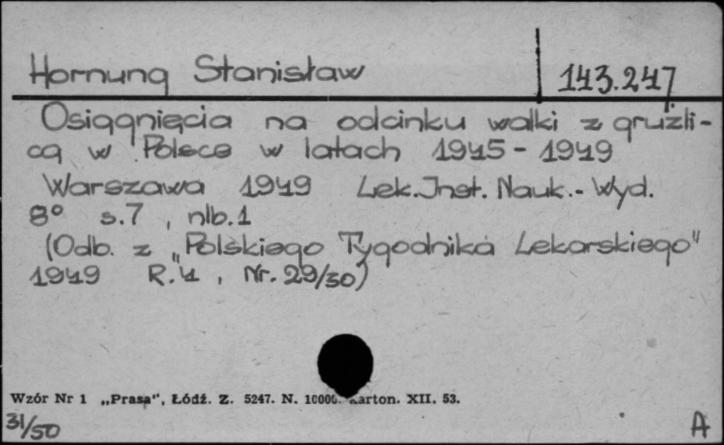 Hornung Stanisław 143.247
Osiągnięcia na odcinku walki z gruźli-
cą w Polsce w latach 1945 - 1949
Warszawa 1949 Lek. Inst. Nauk.- Wyd.
8° s. 7 , nlb. 1
(Odb. z „Polskiego Tygodnika Lekarskiego"
1949 R. 4 , Nr. 29/30)
Wzór Nr 1 „Prasa", Łódź. Z. 5247. N. 10000. Karton. XII. 53.
31/50 A